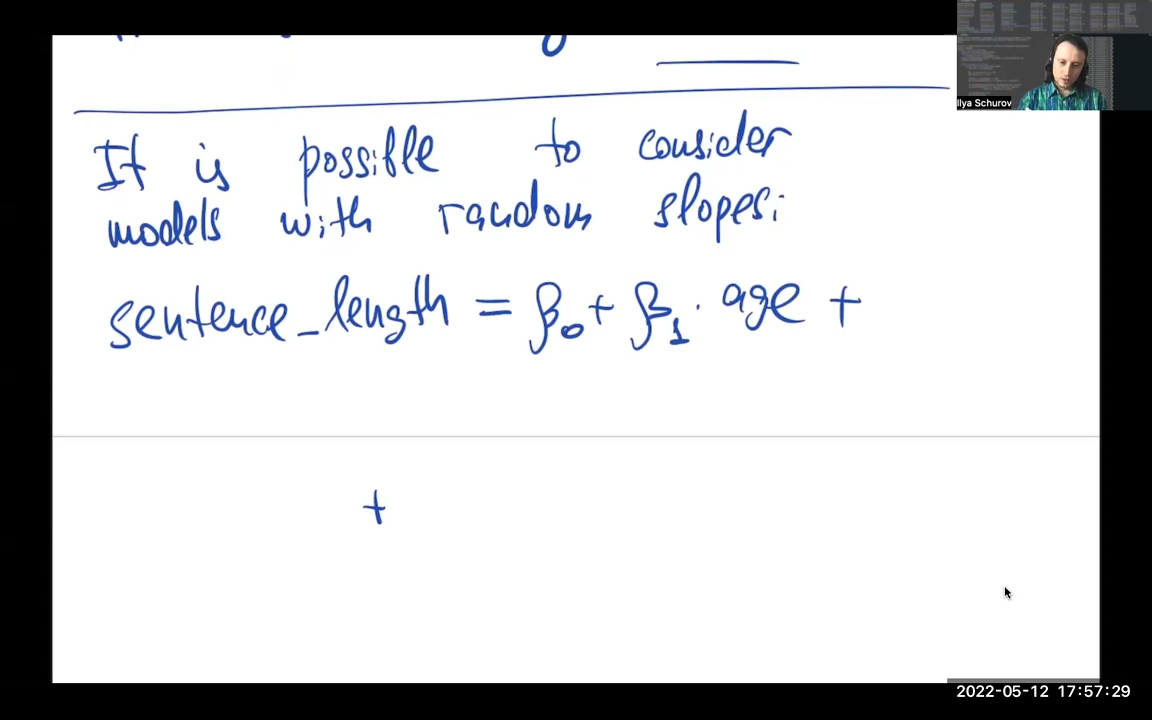 Ilya Schurov
It is possible to consider
models with random slopes:
sentence_length = β₀ + β₁ · age +
+
2022-05-12 17:57:29